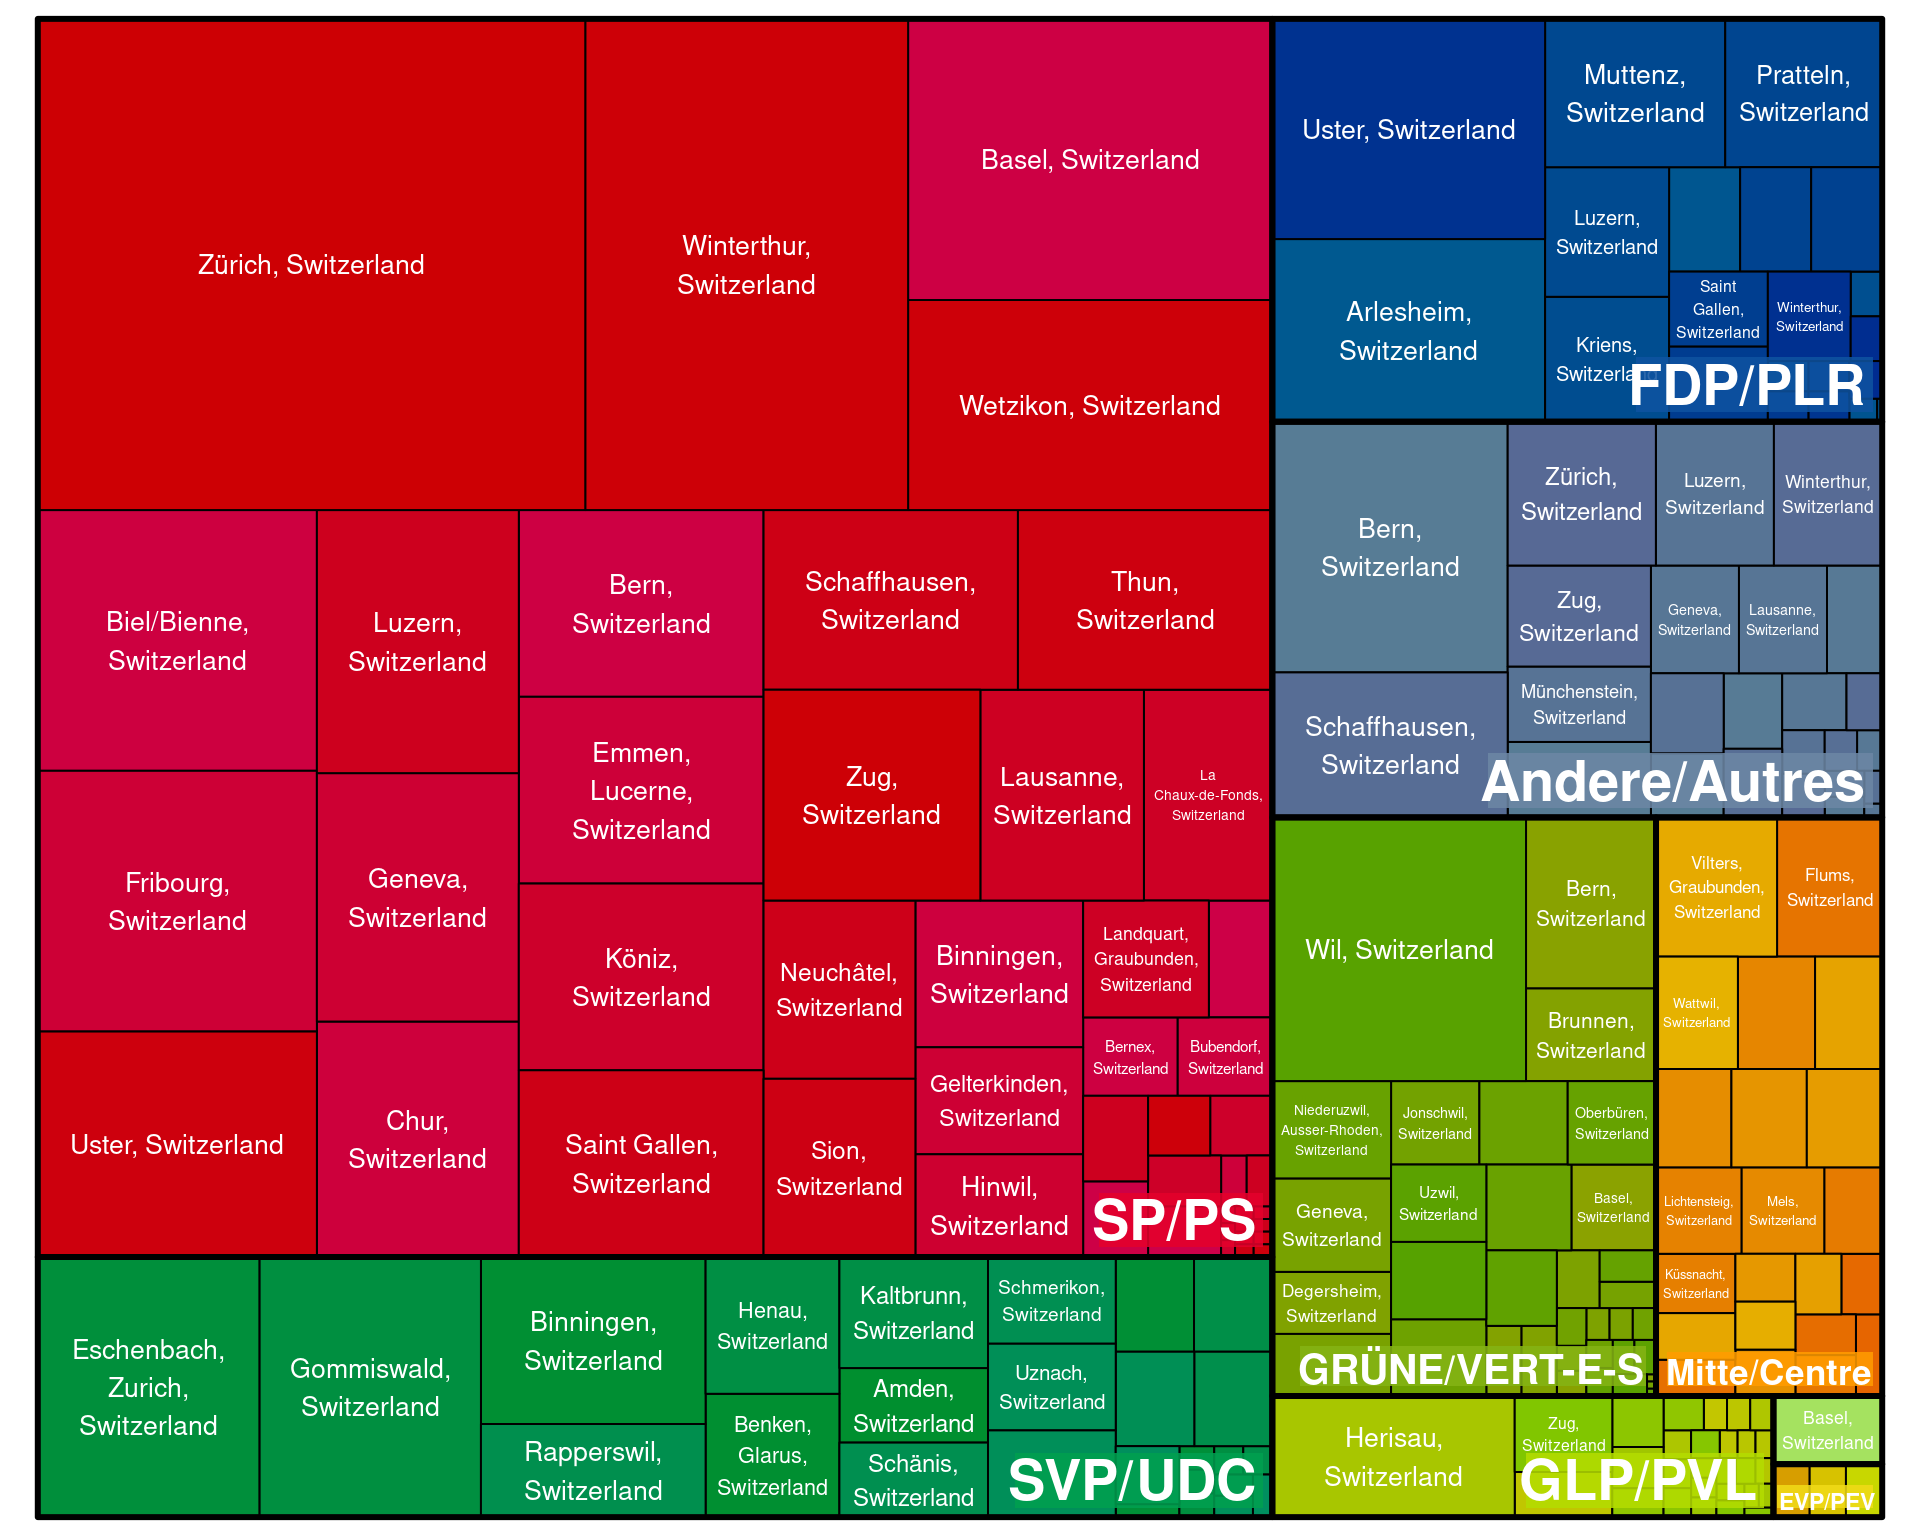 Zürich, Switzerland
Winterthur,
Switzerland
Basel, Switzerland
Wetzikon, Switzerland
Biel/Bienne,
Switzerland
Luzern,
Switzerland
Bern,
Switzerland
Schaffhausen,
Switzerland
Thun,
Switzerland
Emmen,
Lucerne,
Switzerland
Zug,
Switzerland
Lausanne,
Switzerland
La
Chaux-de-Fonds,
Switzerland
Fribourg,
Switzerland
Geneva,
Switzerland
Köniz,
Switzerland
Neuchâtel,
Switzerland
Binningen,
Switzerland
Landquart,
Graubunden,
Switzerland
Bernex,
Switzerland
Bubendorf,
Switzerland
Gelterkinden,
Switzerland
Uster, Switzerland
Chur,
Switzerland
Saint Gallen,
Switzerland
Sion,
Switzerland
Hinwil,
Switzerland
SP/PS
Eschenbach,
Zurich,
Switzerland
Gommiswald,
Switzerland
Binningen,
Switzerland
Rapperswil,
Switzerland
Henau,
Switzerland
Benken,
Glarus,
Switzerland
Kaltbrunn,
Switzerland
Amden,
Switzerland
Schänis,
Switzerland
Schmerikon,
Switzerland
Uznach,
Switzerland
SVP/UDC
Uster, Switzerland
Muttenz,
Switzerland
Pratteln,
Switzerland
Arlesheim,
Switzerland
Luzern,
Switzerland
Kriens,
Switzerland
Saint
Gallen,
Switzerland
Winterthur,
Switzerland
FDP/PLR
Bern,
Switzerland
Zürich,
Switzerland
Luzern,
Switzerland
Winterthur,
Switzerland
Zug,
Switzerland
Geneva,
Switzerland
Lausanne,
Switzerland
Münchenstein,
Switzerland
Schaffhausen,
Switzerland
Andere/Autres
Wil, Switzerland
Bern,
Switzerland
Brunnen,
Switzerland
Niederuzwil,
Ausser-Rhoden,
Switzerland
Jonschwil,
Switzerland
Oberbüren,
Switzerland
Geneva,
Switzerland
Uzwil,
Switzerland
Basel,
Switzerland
Degersheim,
Switzerland
GRÜNE/VERT-E-S
Vilters,
Graubunden,
Switzerland
Flums,
Switzerland
Wattwil,
Switzerland
Lichtensteig,
Switzerland
Mels,
Switzerland
Küssnacht,
Switzerland
Mitte/Centre
Herisau,
Switzerland
Zug,
Switzerland
GLP/PVL
Basel,
Switzerland
EVP/PEV